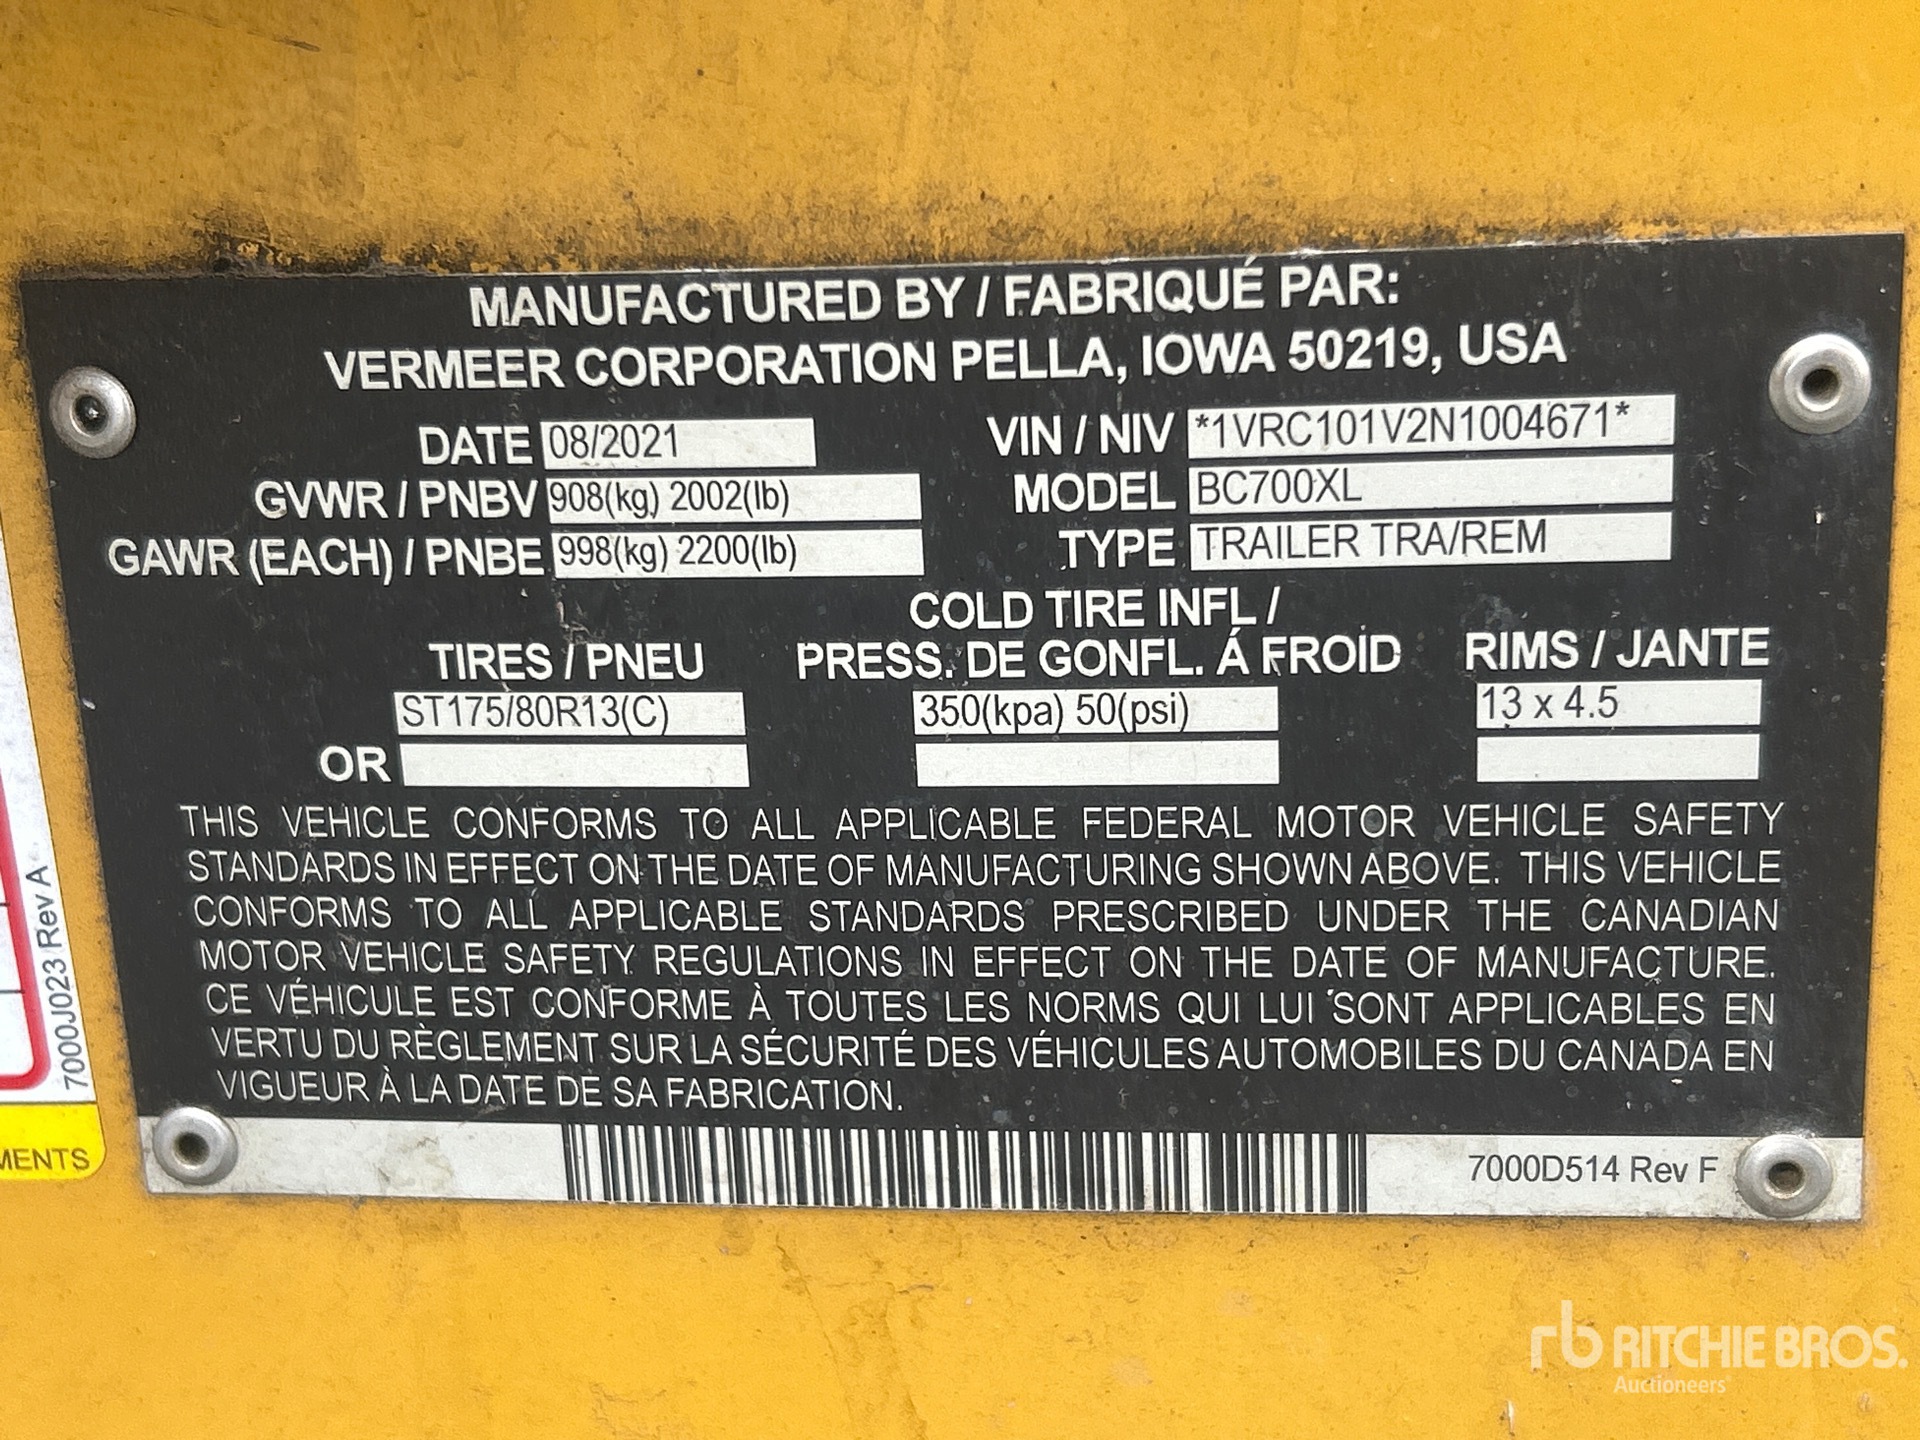 MANUFACTURED BY / FABRIQUÉ PAR:
VERMEER CORPORATION PELLA, IOWA 50219, USA
DATE 08/2021 VIN / NIV *1VRC101V2N1004671*
GVWR / PNBV 908(kg) 2002(lb) MODEL BC700XL
GAWR (EACH) / PNBE 998(kg) 2200(lb) TYPE TRAILER TRA/REM
COLD TIRE INFL /
TIRES / PNEU PRESS. DE GONFL. Á FROID RIMS / JANTE
ST175/80R13(C) 350(kpa) 50(psi) 13 x 4.5
OR
THIS VEHICLE CONFORMS TO ALL APPLICABLE FEDERAL MOTOR VEHICLE SAFETY
STANDARDS IN EFFECT ON THE DATE OF MANUFACTURING SHOWN ABOVE. THIS VEHICLE
CONFORMS TO ALL APPLICABLE STANDARDS PRESCRIBED UNDER THE CANADIAN
MOTOR VEHICLE SAFETY REGULATIONS IN EFFECT ON THE DATE OF MANUFACTURE.
CE VÉHICULE EST CONFORME À TOUTES LES NORMS QUI LUI SONT APPLICABLES EN
VERTU DU RÈGLEMENT SUR LA SÉCURITÉ DES VÉHICULES AUTOMOBILES DU CANADA EN
VIGUEUR À LA DATE DE SA FABRICATION.
7000D514 Rev F
7000J023 Rev A
MENTS
rb RITCHIE BROS.
Auctioneers